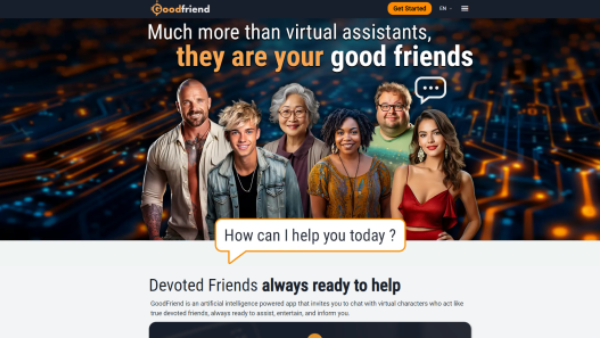 Goodfriend
Get Started
EN
Much more than virtual assistants,
they are your good friends
How can I help you today ?
Devoted Friends always ready to help
GoodFriend is an artificial intelligence powered app that invites you to chat with virtual characters who act like
true devoted friends, always ready to assist, entertain, and inform you.